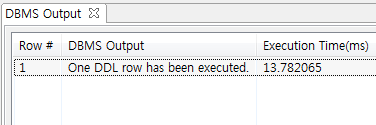 DBMS Output
Row # DBMS Output Execution Time(ms)
1 One DDL row has been executed. 13.782065